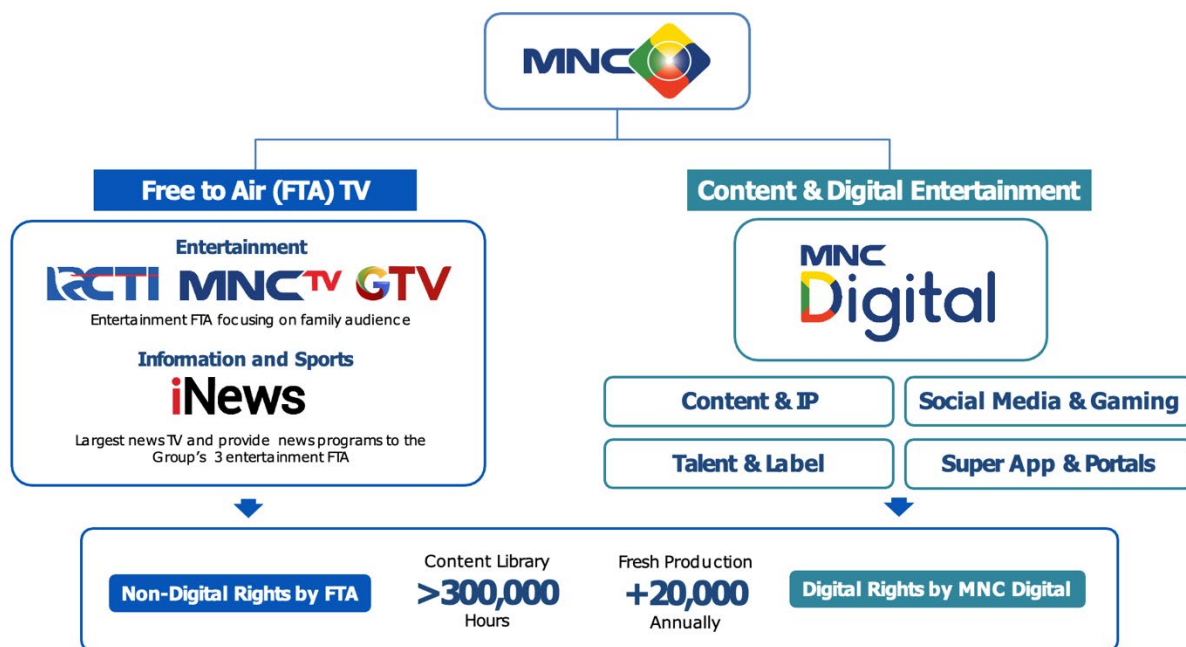 MNC
Free to Air (FTA) TV
Entertainment
RCTI MNCTV GTV
Entertainment FTA focusing on family audience
Information and Sports
iNews
Largest news TV and provide news programs to the
Group's 3 entertainment FTA
Content & Digital Entertainment
MNC
Digital
Content & IP
Social Media & Gaming
Talent & Label
Super App & Portals
Non-Digital Rights by FTA
Content Library
>300,000
Hours
Fresh Production
+20,000
Annually
Digital Rights by MNC Digital